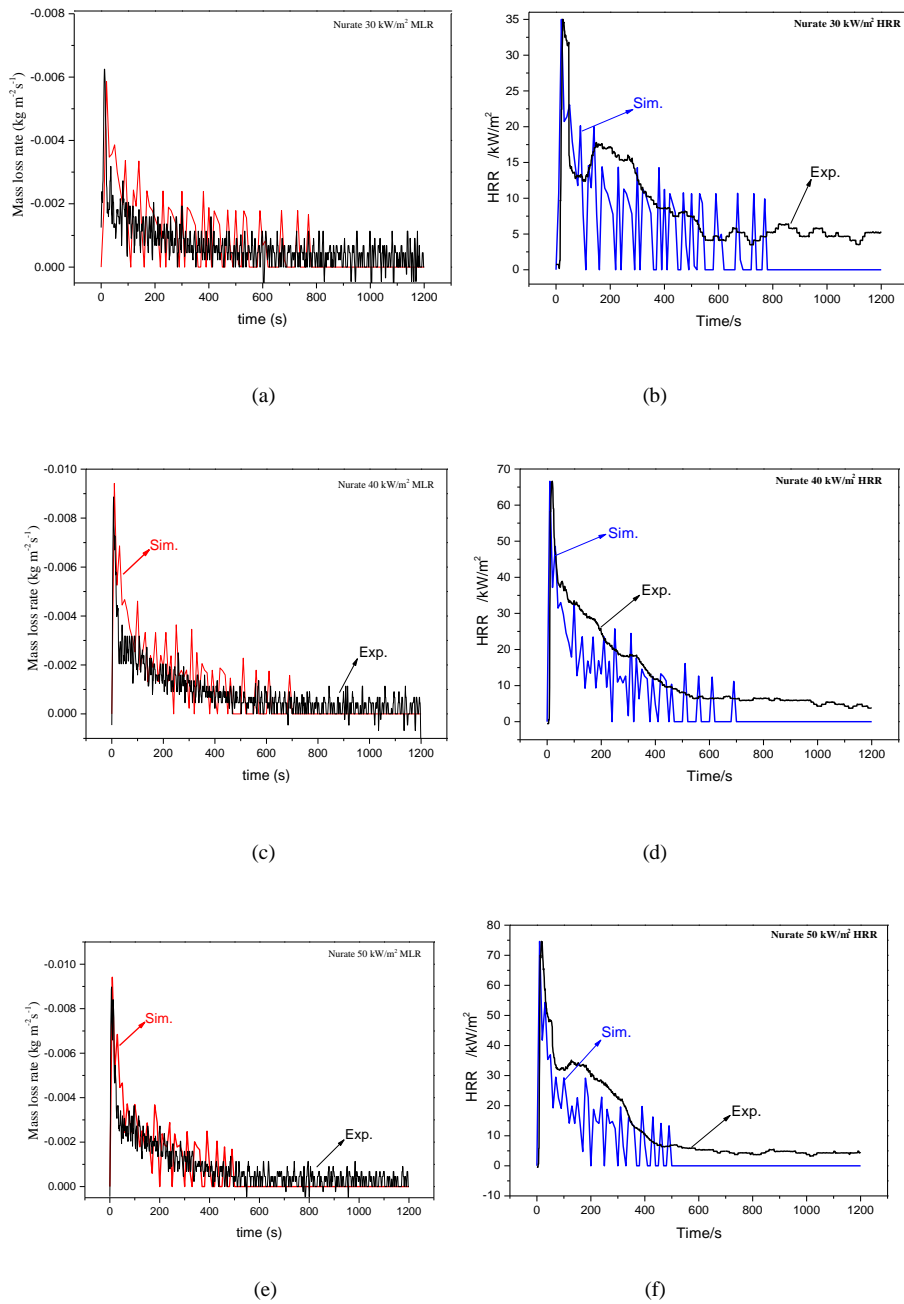 Nurate 30 kW/m² MLR
Mass loss rate (kg m⁻²s⁻¹)
-0.008
-0.006
-0.004
-0.002
0.000
0 200 400 600 800 1000 1200
time (s)
(a)
Nurate 30 kW/m² HRR
HRR /kW/m²
35
30
25
20
15
10
5
0
Sim.
Exp.
0 200 400 600 800 1000 1200
Time/s
(b)
Nurate 40 kW/m² MLR
Mass loss rate (kg m⁻²s⁻¹)
-0.010
-0.008
-0.006
-0.004
-0.002
0.000
Sim.
Exp.
0 200 400 600 800 1000 1200
time (s)
(c)
Nurate 40 kW/m² HRR
HRR /kW/m²
70
60
50
40
30
20
10
0
Sim.
Exp.
0 200 400 600 800 1000 1200
Time/s
(d)
Nurate 50 kW/m² MLR
Mass loss rate (kg m⁻²s⁻¹)
-0.010
-0.008
-0.006
-0.004
-0.002
0.000
Sim.
Exp.
0 200 400 600 800 1000 1200
time (s)
(e)
Nurate 50 kW/m² HRR
HRR /kW/m²
80
70
60
50
40
30
20
10
0
-10
Sim.
Exp.
0 200 400 600 800 1000 1200
Time/s
(f)